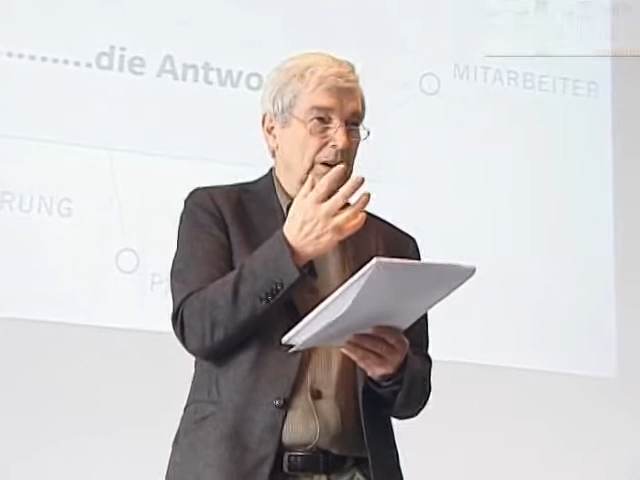 .........die Antwo
MITARBEITER
RUNG
P